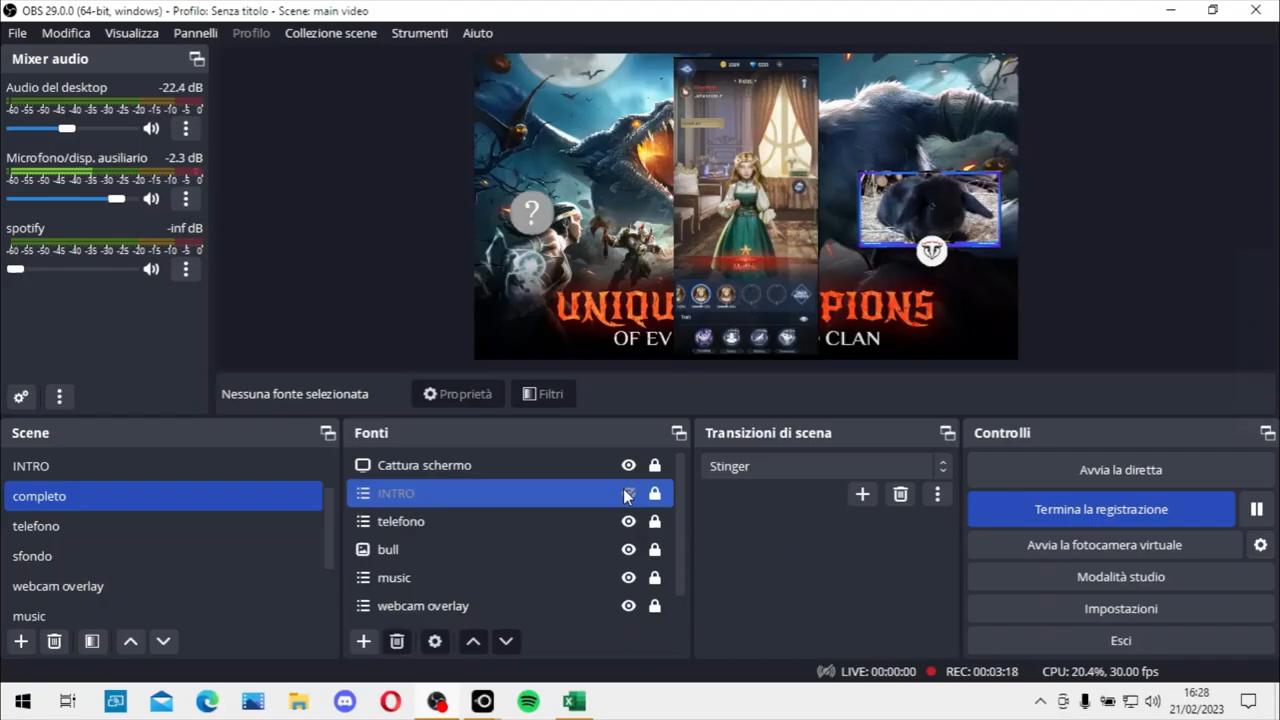 OBS 29.0.0 (64-bit, windows) - Profilo: Senza titolo - Scene: main video
File Modifica Visualizza Pannelli Profilo Collezione scene Strumenti Aiuto
Mixer audio
Audio del desktop -22.4 dB
-60 -55 -50 -45 -40 -35 -30 -25 -20 -15 -10 -5 0
Microfono/disp. ausiliario -2.3 dB
-60 -55 -50 -45 -40 -35 -30 -25 -20 -15 -10 -5 0
spotify -inf dB
-60 -55 -50 -45 -40 -35 -30 -25 -20 -15 -10 -5 0
?
UNIQU PIONS
OF EV CLAN
Nessuna fonte selezionata Proprietà Filtri
Scene
INTRO
completo
telefono
sfondo
webcam overlay
music
Fonti
Cattura schermo
INTRO
telefono
bull
music
webcam overlay
Transizioni di scena
Stinger
Controlli
Avvia la diretta
Termina la registrazione
Avvia la fotocamera virtuale
Modalità studio
Impostazioni
Esci
LIVE: 00:00:00 REC: 00:03:18 CPU: 20.4%, 30.00 fps
16:28
21/02/2023